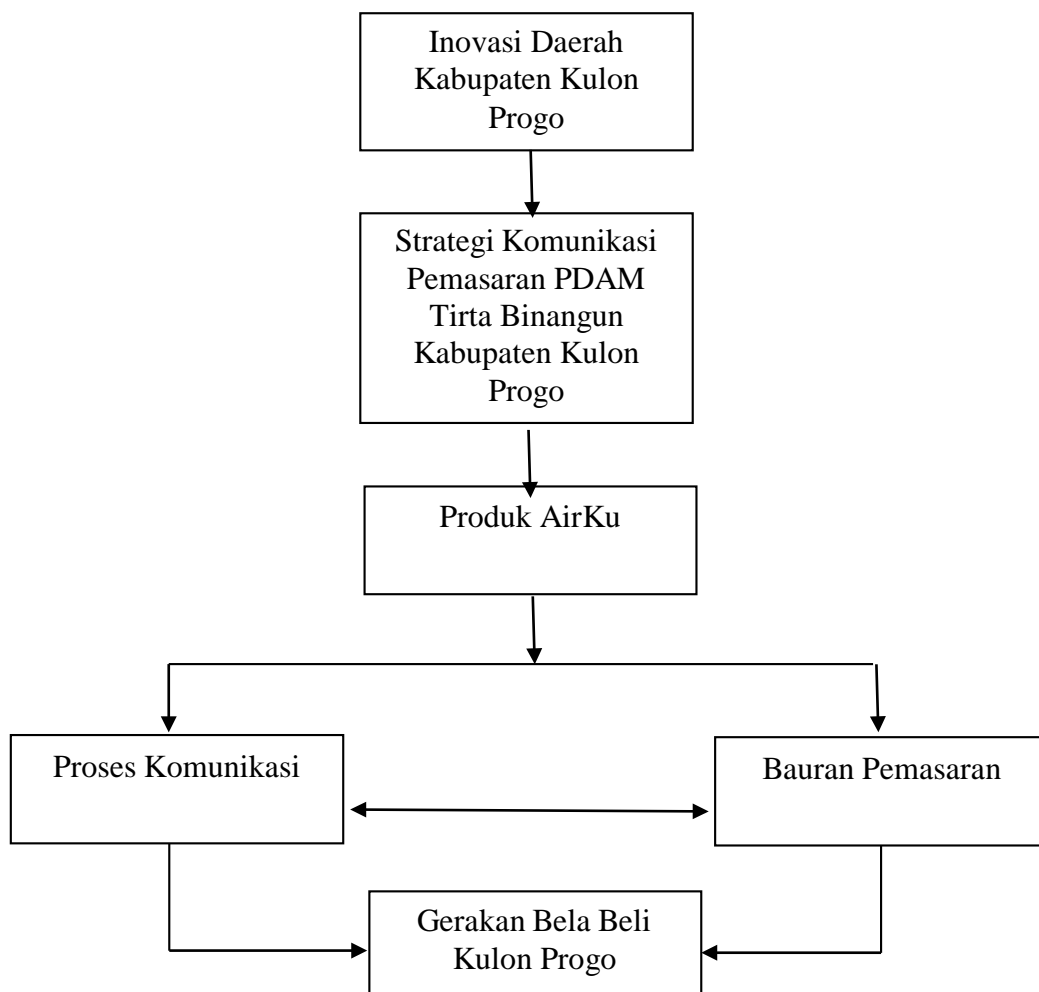 Inovasi Daerah
Kabupaten Kulon
Progo
Strategi Komunikasi
Pemasaran PDAM
Tirta Binangun
Kabupaten Kulon
Progo
Produk AirKu
Proses Komunikasi
Bauran Pemasaran
Gerakan Bela Beli
Kulon Progo